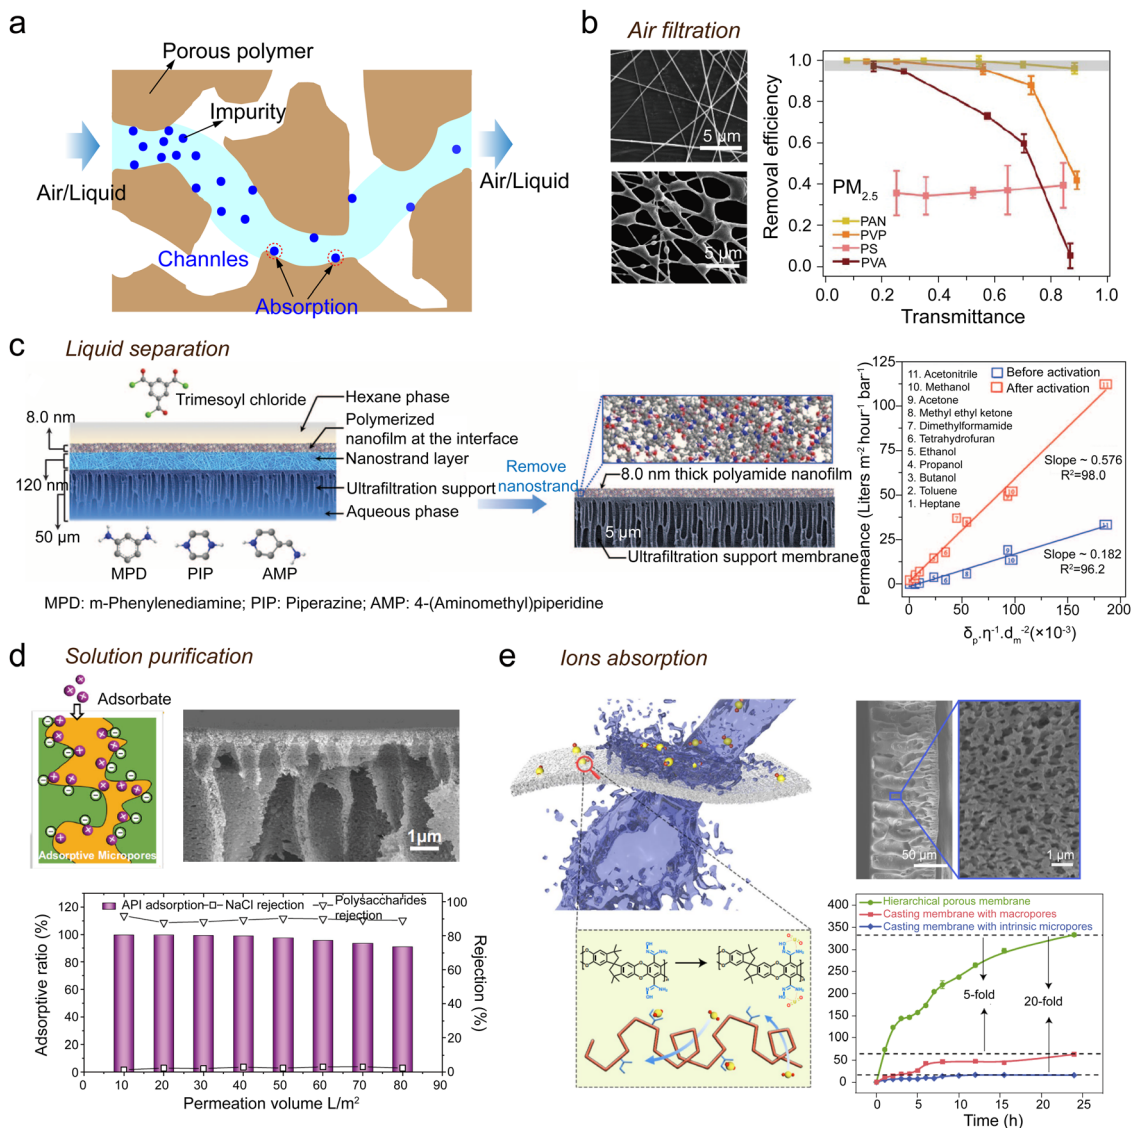 a
Porous polymer
Impurity
Air/Liquid
Air/Liquid
Channles
Absorption
b
Air filtration
5 µm
5 µm
Removal efficiency
1.0
0.8
0.6
0.4
0.2
0.0
PM2.5
PAN
PVP
PS
PVA
0.0 0.2 0.4 0.6 0.8 1.0
Transmittance
c
Liquid separation
Trimesoyl chloride
8.0 nm
120 nm
50 µm
Hexane phase
Polymerized
nanofilm at the interface
Nanostrand layer
Ultrafiltration support
Aqueous phase
MPD PIP AMP
Remove
nanostrand
8.0 nm thick polyamide nanofilm
5 µm
Ultrafiltration support membrane
MPD: m-Phenylenediamine; PIP: Piperazine; AMP: 4-(Aminomethyl)piperidine
Permeance (Liters m-2 hour-1 bar-1)
125
100
75
50
25
0
11. Acetonitrile
10. Methanol
9. Acetone
8. Methyl ethyl ketone
7. Dimethylformamide
6. Tetrahydrofuran
5. Ethanol
4. Propanol
3. Butanol
2. Toluene
1. Heptane
Before activation
After activation
Slope ~ 0.576
R2=98.0
Slope ~ 0.182
R2=96.2
0 50 100 150 200
δp.η-1.dm-2(×10-3)
d
Solution purification
Adsorbate
Adsorptive Micropores
1µm
API adsorption NaCl rejection Polysaccharides
rejection
Adsorptive ratio (%)
120
100
80
60
40
20
0
Rejection (%)
100
80
60
40
20
0
0 10 20 30 40 50 60 70 80 90
Permeation volume L/m2
e
Ions absorption
50 µm
1 µm
400
350
300
250
200
150
100
50
0
Hierarchical porous membrane
Casting membrane with macropores
Casting membrane with intrinsic micropores
5-fold
20-fold
0 5 10 15 20 25
Time (h)